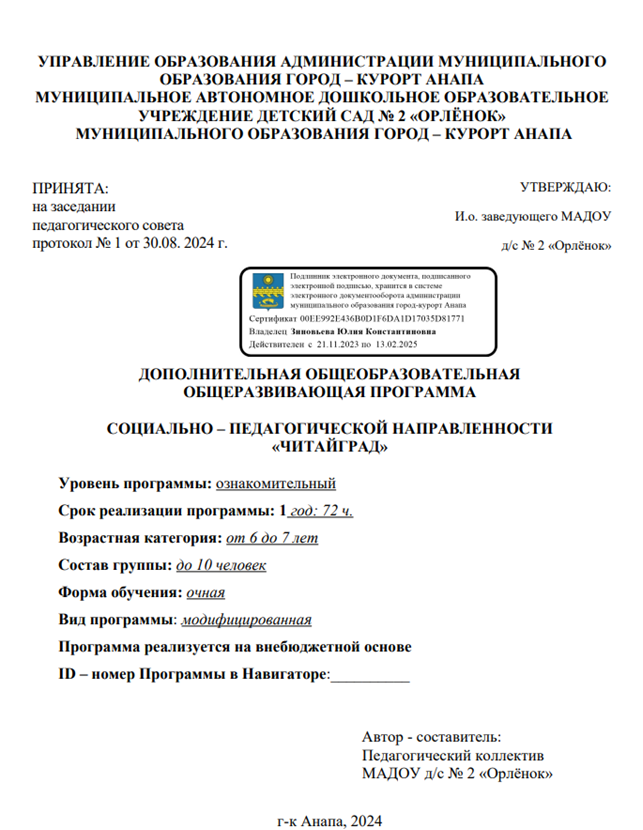 УПРАВЛЕНИЕ ОБРАЗОВАНИЯ АДМИНИСТРАЦИИ МУНИЦИПАЛЬНОГО
ОБРАЗОВАНИЯ ГОРОД – КУРОРТ АНАПА
МУНИЦИПАЛЬНОЕ АВТОНОМНОЕ ДОШКОЛЬНОЕ ОБРАЗОВАТЕЛЬНОЕ
УЧРЕЖДЕНИЕ ДЕТСКИЙ САД № 2 «ОРЛЁНОК»
МУНИЦИПАЛЬНОГО ОБРАЗОВАНИЯ ГОРОД – КУРОРТ АНАПА
ПРИНЯТА:
на заседании
педагогического совета
протокол № 1 от 30.08. 2024 г.
УТВЕРЖДАЮ:
И.о. заведующего МАДОУ
д/с № 2 «Орлёнок»
Подлинник электронного документа, подписанного
электронной подписью, хранится в системе
электронного документооборота администрации
муниципального образования город-курорт Анапа
Сертификат 00EE992E436B0D1F6DA1D17035D81771
Владелец Зиновьева Юлия Константиновна
Действителен с 21.11.2023 по 13.02.2025
ДОПОЛНИТЕЛЬНАЯ ОБЩЕОБРАЗОВАТЕЛЬНАЯ
ОБЩЕРАЗВИВАЮЩАЯ ПРОГРАММА
СОЦИАЛЬНО – ПЕДАГОГИЧЕСКОЙ НАПРАВЛЕННОСТИ
«ЧИТАЙГРАД»
Уровень программы: ознакомительный
Срок реализации программы: 1 год: 72 ч.
Возрастная категория: от 6 до 7 лет
Состав группы: до 10 человек
Форма обучения: очная
Вид программы: модифицированная
Программа реализуется на внебюджетной основе
ID – номер Программы в Навигаторе:__________
Автор - составитель:
Педагогический коллектив
МАДОУ д/с № 2 «Орлёнок»
г-к Анапа, 2024